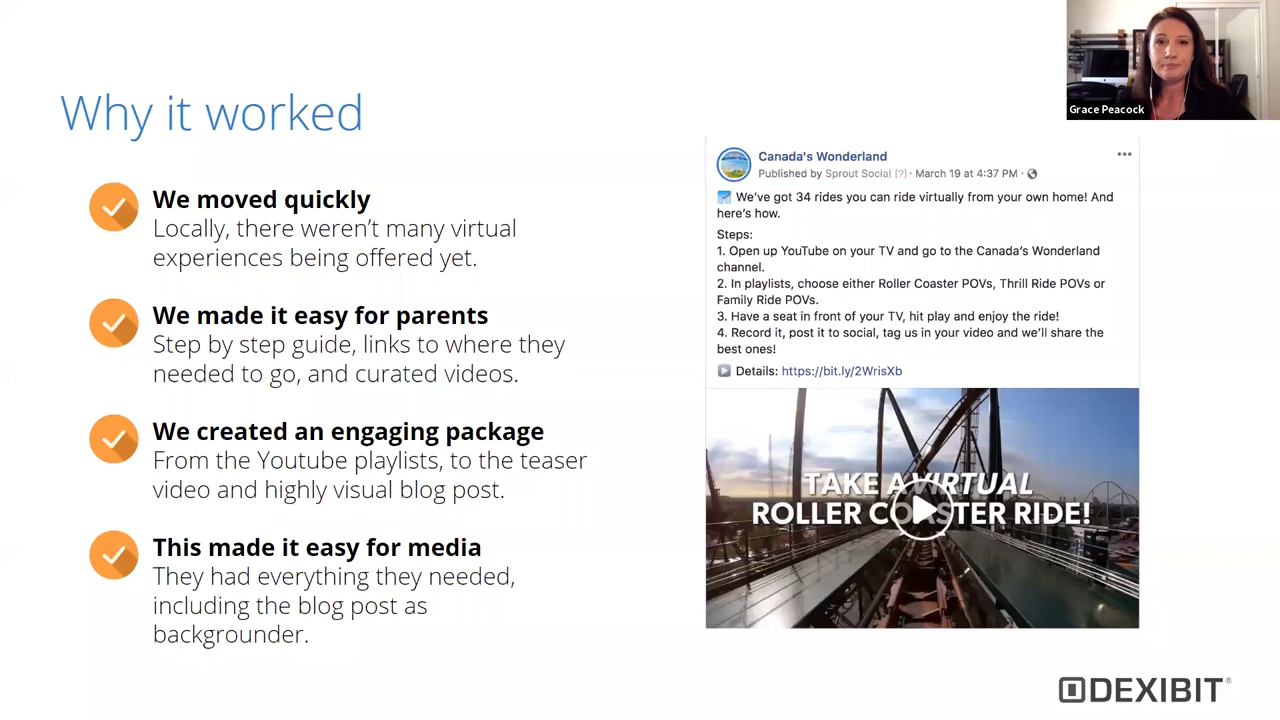 Why it worked
We moved quickly
Locally, there weren’t many virtual
experiences being offered yet.
We made it easy for parents
Step by step guide, links to where they
needed to go, and curated videos.
We created an engaging package
From the Youtube playlists, to the teaser
video and highly visual blog post.
This made it easy for media
They had everything they needed,
including the blog post as
backgrounder.
Grace Peacock
Canada's Wonderland
Published by Sprout Social [?] · March 19 at 4:37 PM ·
We’ve got 34 rides you can ride virtually from your own home! And
here’s how.
Steps:
1. Open up YouTube on your TV and go to the Canada’s Wonderland
channel.
2. In playlists, choose either Roller Coaster POVs, Thrill Ride POVs or
Family Ride POVs.
3. Have a seat in front of your TV, hit play and enjoy the ride!
4. Record it, post it to social, tag us in your video and we’ll share the
best ones!
Details: https://bit.ly/2WrisXb
TAKE A VIRTUAL
ROLLER COASTER RIDE!
DEXIBIT®